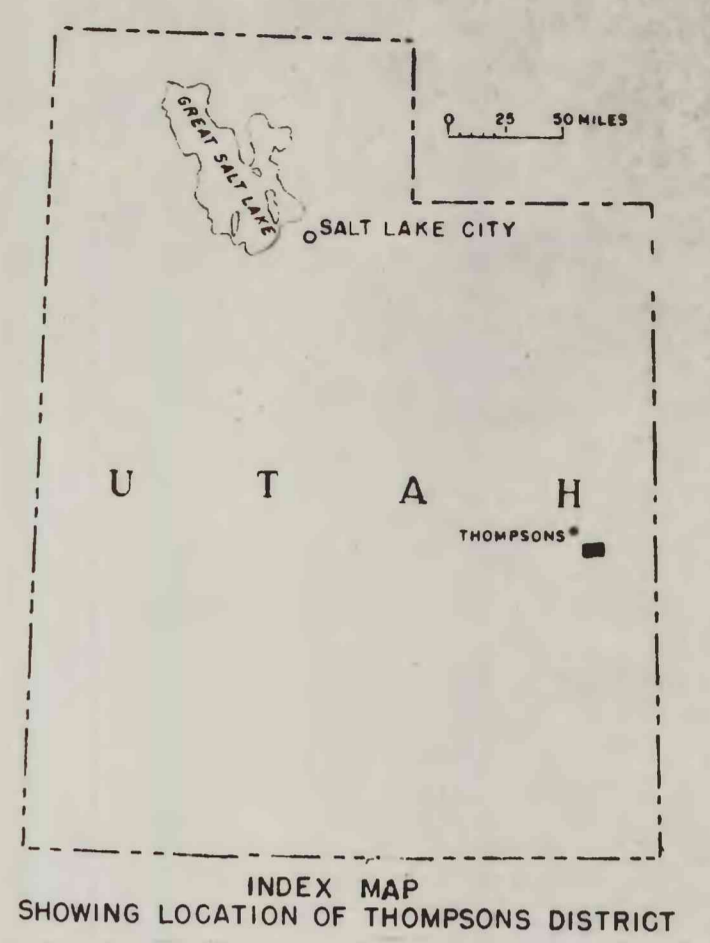 GREAT SALT LAKE
0 25 50 MILES
SALT LAKE CITY
U T A H
THOMPSONS
INDEX MAP
SHOWING LOCATION OF THOMPSONS DISTRICT